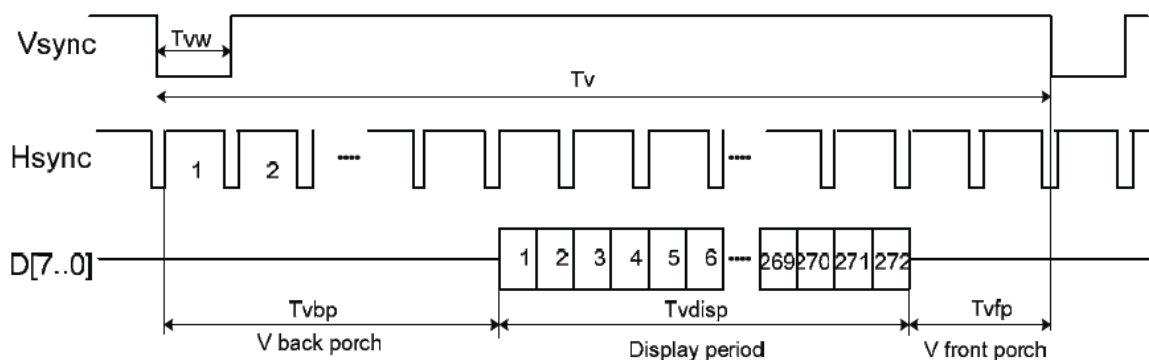 Vsync
Tvw
Tv
Hsync
1 2 ---- ----
D[7..0]
1 2 3 4 5 6 ---- 269 270 271 272
Tvbp Tvdisp Tvfp
V back porch Display period V front porch